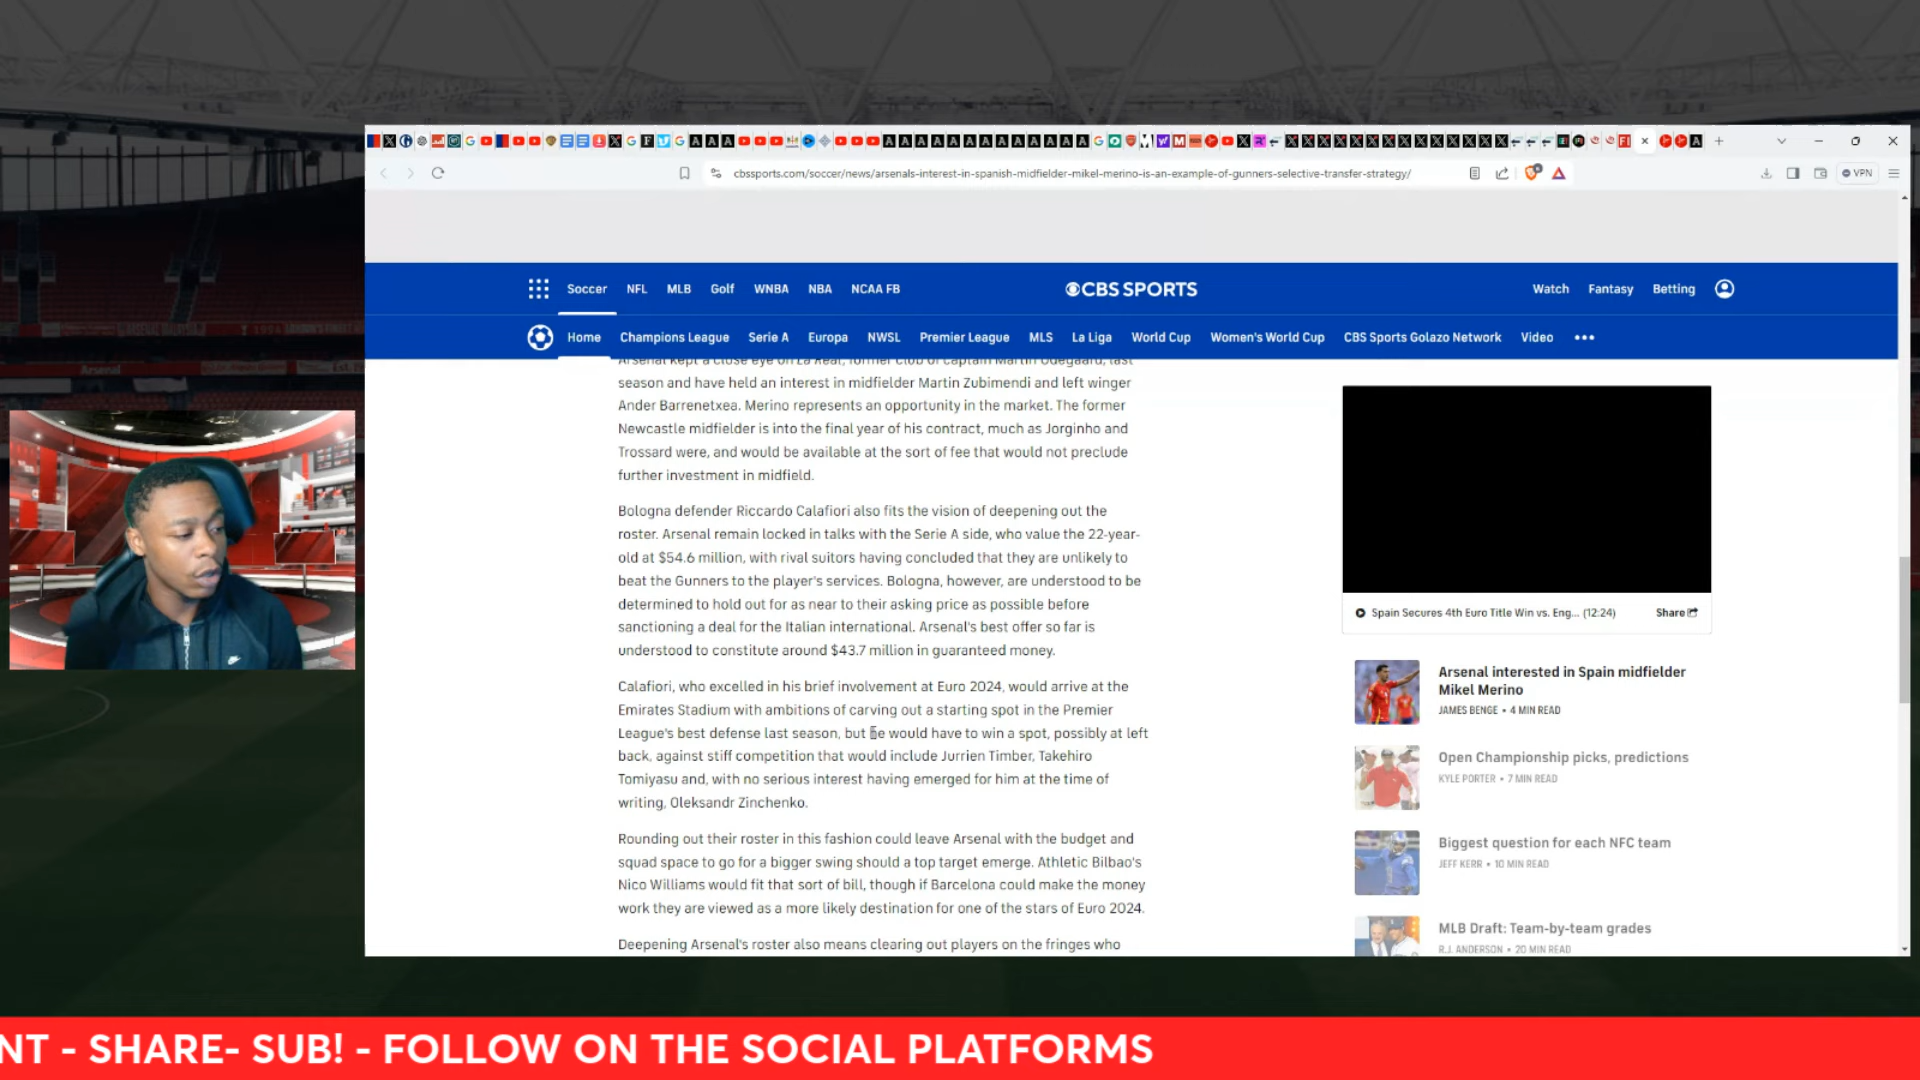 cbssports.com/soccer/news/arsenals-interest-in-spanish-midfielder-mikel-merino-is-an-example-of-gunners-selective-transfer-strategy/
VPN
Soccer NFL MLB Golf WNBA NBA NCAA FB
CBS SPORTS
Watch Fantasy Betting
Home Champions League Serie A Europa NWSL Premier League MLS La Liga World Cup Women's World Cup CBS Sports Golazo Network Video
Arsenal kept a close eye on La Real, former club of captain Martin Odegaard, last
season and have held an interest in midfielder Martin Zubimendi and left winger
Ander Barrenetxea. Merino represents an opportunity in the market. The former
Newcastle midfielder is into the final year of his contract, much as Jorginho and
Trossard were, and would be available at the sort of fee that would not preclude
further investment in midfield.
Bologna defender Riccardo Calafiori also fits the vision of deepening out the
roster. Arsenal remain locked in talks with the Serie A side, who value the 22-year-
old at $54.6 million, with rival suitors having concluded that they are unlikely to
beat the Gunners to the player's services. Bologna, however, are understood to be
determined to hold out for as near to their asking price as possible before
sanctioning a deal for the Italian international. Arsenal's best offer so far is
understood to constitute around $43.7 million in guaranteed money.
Calafiori, who excelled in his brief involvement at Euro 2024, would arrive at the
Emirates Stadium with ambitions of carving out a starting spot in the Premier
League's best defense last season, but he would have to win a spot, possibly at left
back, against stiff competition that would include Jurrien Timber, Takehiro
Tomiyasu and, with no serious interest having emerged for him at the time of
writing, Oleksandr Zinchenko.
Rounding out their roster in this fashion could leave Arsenal with the budget and
squad space to go for a bigger swing should a top target emerge. Athletic Bilbao's
Nico Williams would fit that sort of bill, though if Barcelona could make the money
work they are viewed as a more likely destination for one of the stars of Euro 2024.
Deepening Arsenal's roster also means clearing out players on the fringes who
Spain Secures 4th Euro Title Win vs. Eng... (12:24) Share
Arsenal interested in Spain midfielder
Mikel Merino
JAMES BENGE • 4 MIN READ
Open Championship picks, predictions
KYLE PORTER • 7 MIN READ
Biggest question for each NFC team
JEFF KERR • 10 MIN READ
MLB Draft: Team-by-team grades
R.J. ANDERSON • 20 MIN READ
Arsenal
NT - SHARE- SUB! - FOLLOW ON THE SOCIAL PLATFORMS